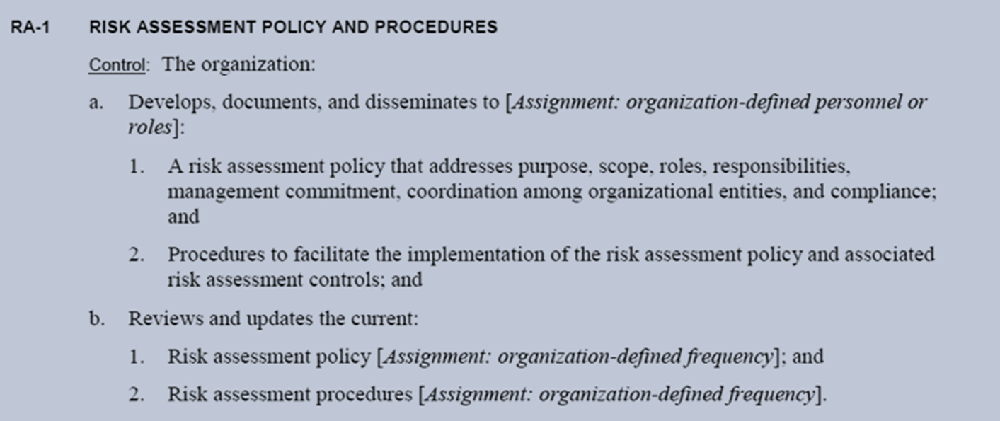 RA-1 RISK ASSESSMENT POLICY AND PROCEDURES
Control: The organization:
a. Develops, documents, and disseminates to [Assignment: organization-defined personnel or
roles]:
1. A risk assessment policy that addresses purpose, scope, roles, responsibilities,
management commitment, coordination among organizational entities, and compliance;
and
2. Procedures to facilitate the implementation of the risk assessment policy and associated
risk assessment controls; and
b. Reviews and updates the current:
1. Risk assessment policy [Assignment: organization-defined frequency]; and
2. Risk assessment procedures [Assignment: organization-defined frequency].